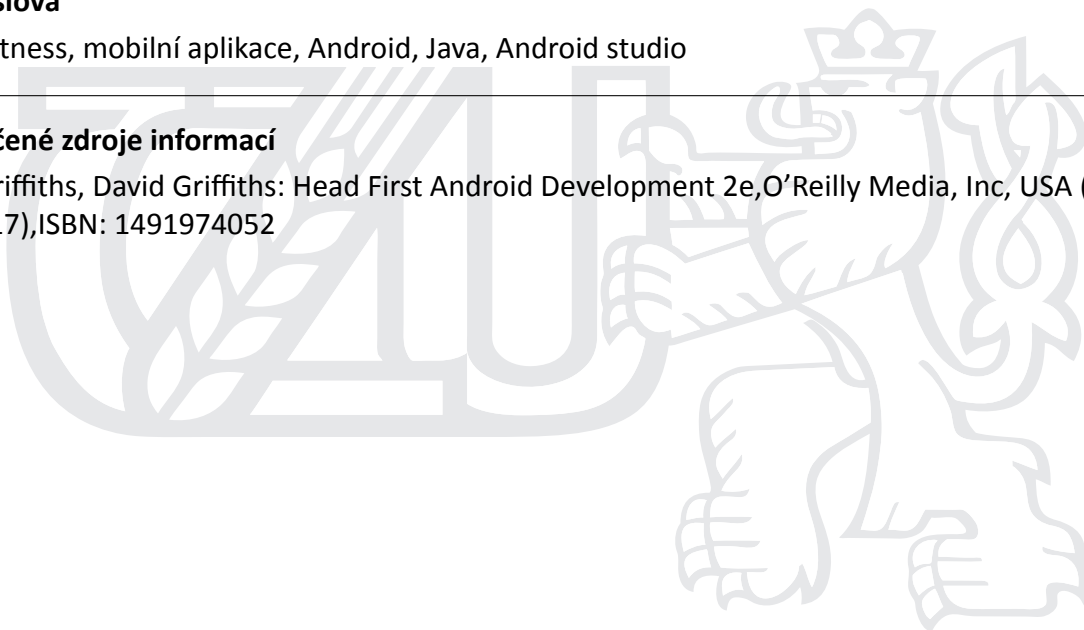 slova
tness, mobilní aplikace, Android, Java, Android studio
čené zdroje informací
riffiths, David Griffiths: Head First Android Development 2e,O’Reilly Media, Inc, USA (
17),ISBN: 1491974052
ČZU